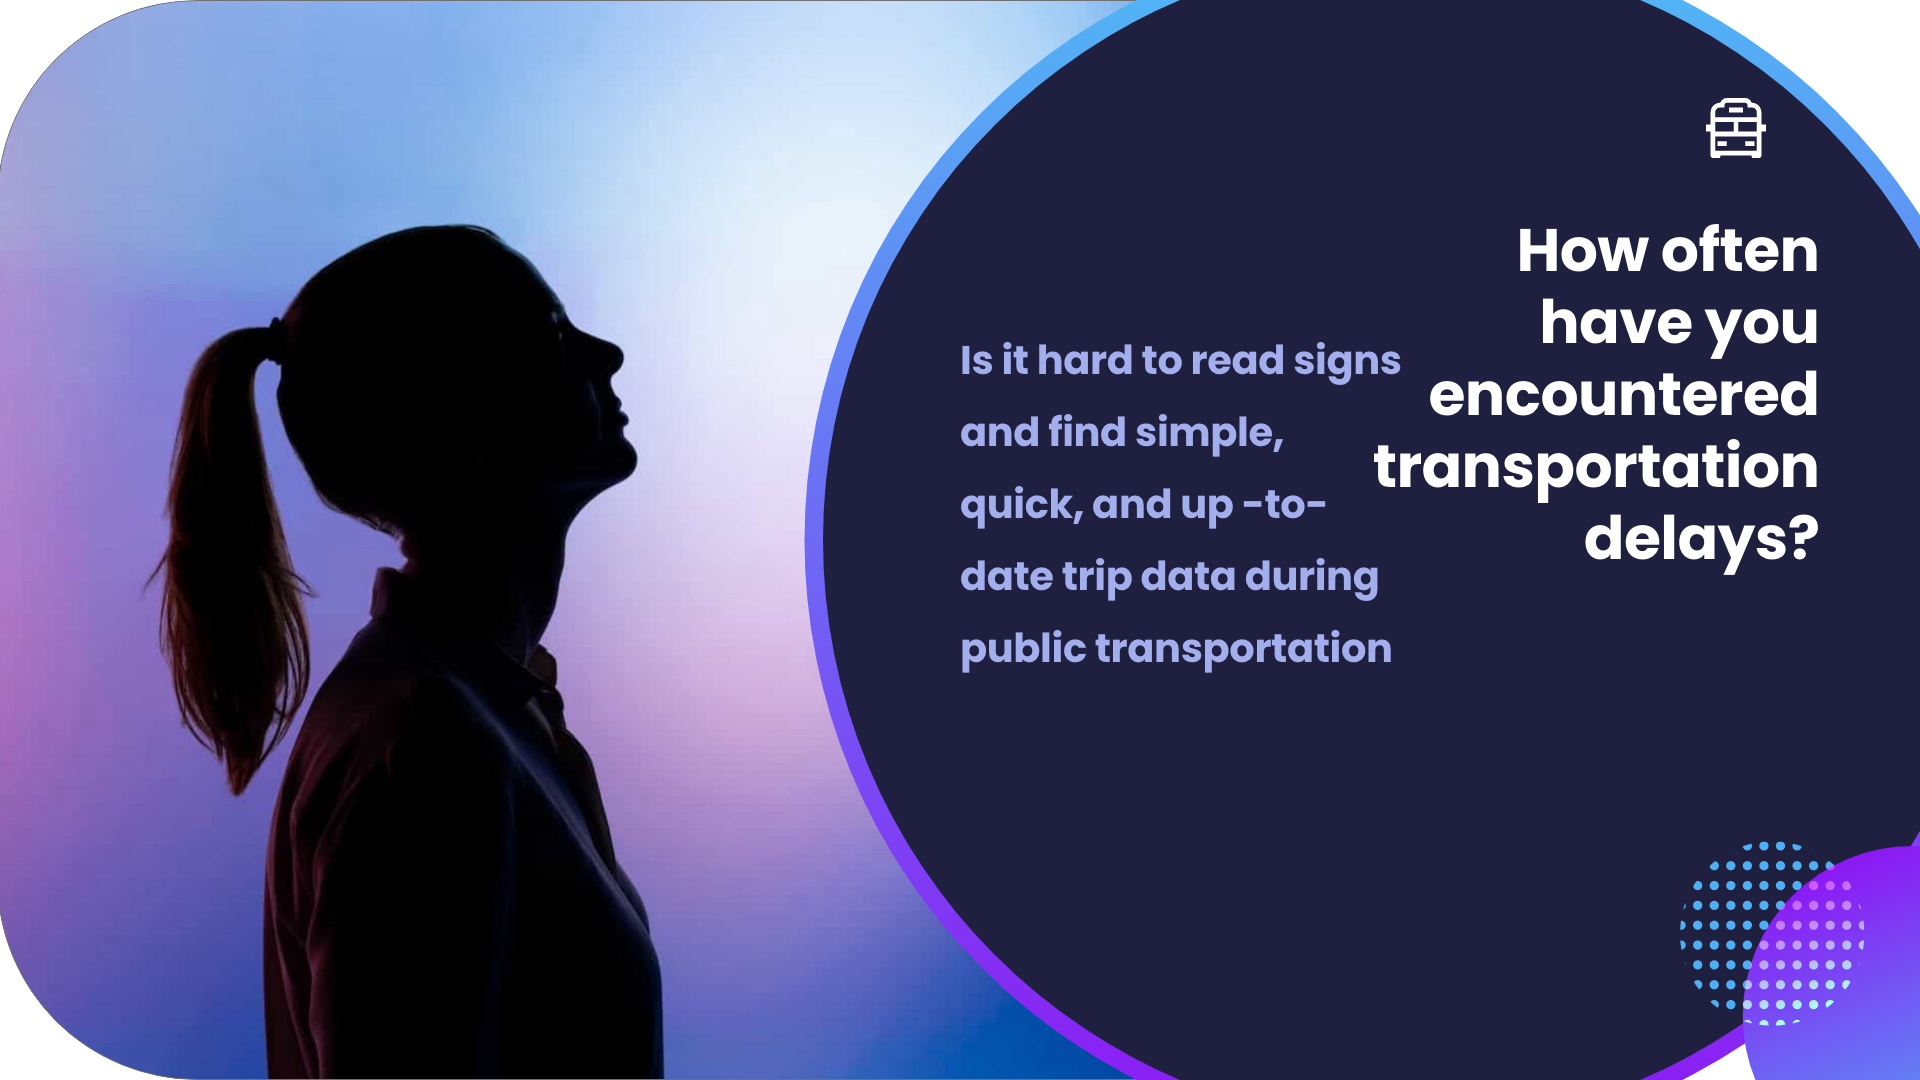 How often
have you
encountered
transportation
delays?
Is it hard to read signs
and find simple,
quick, and up -to-
date trip data during
public transportation